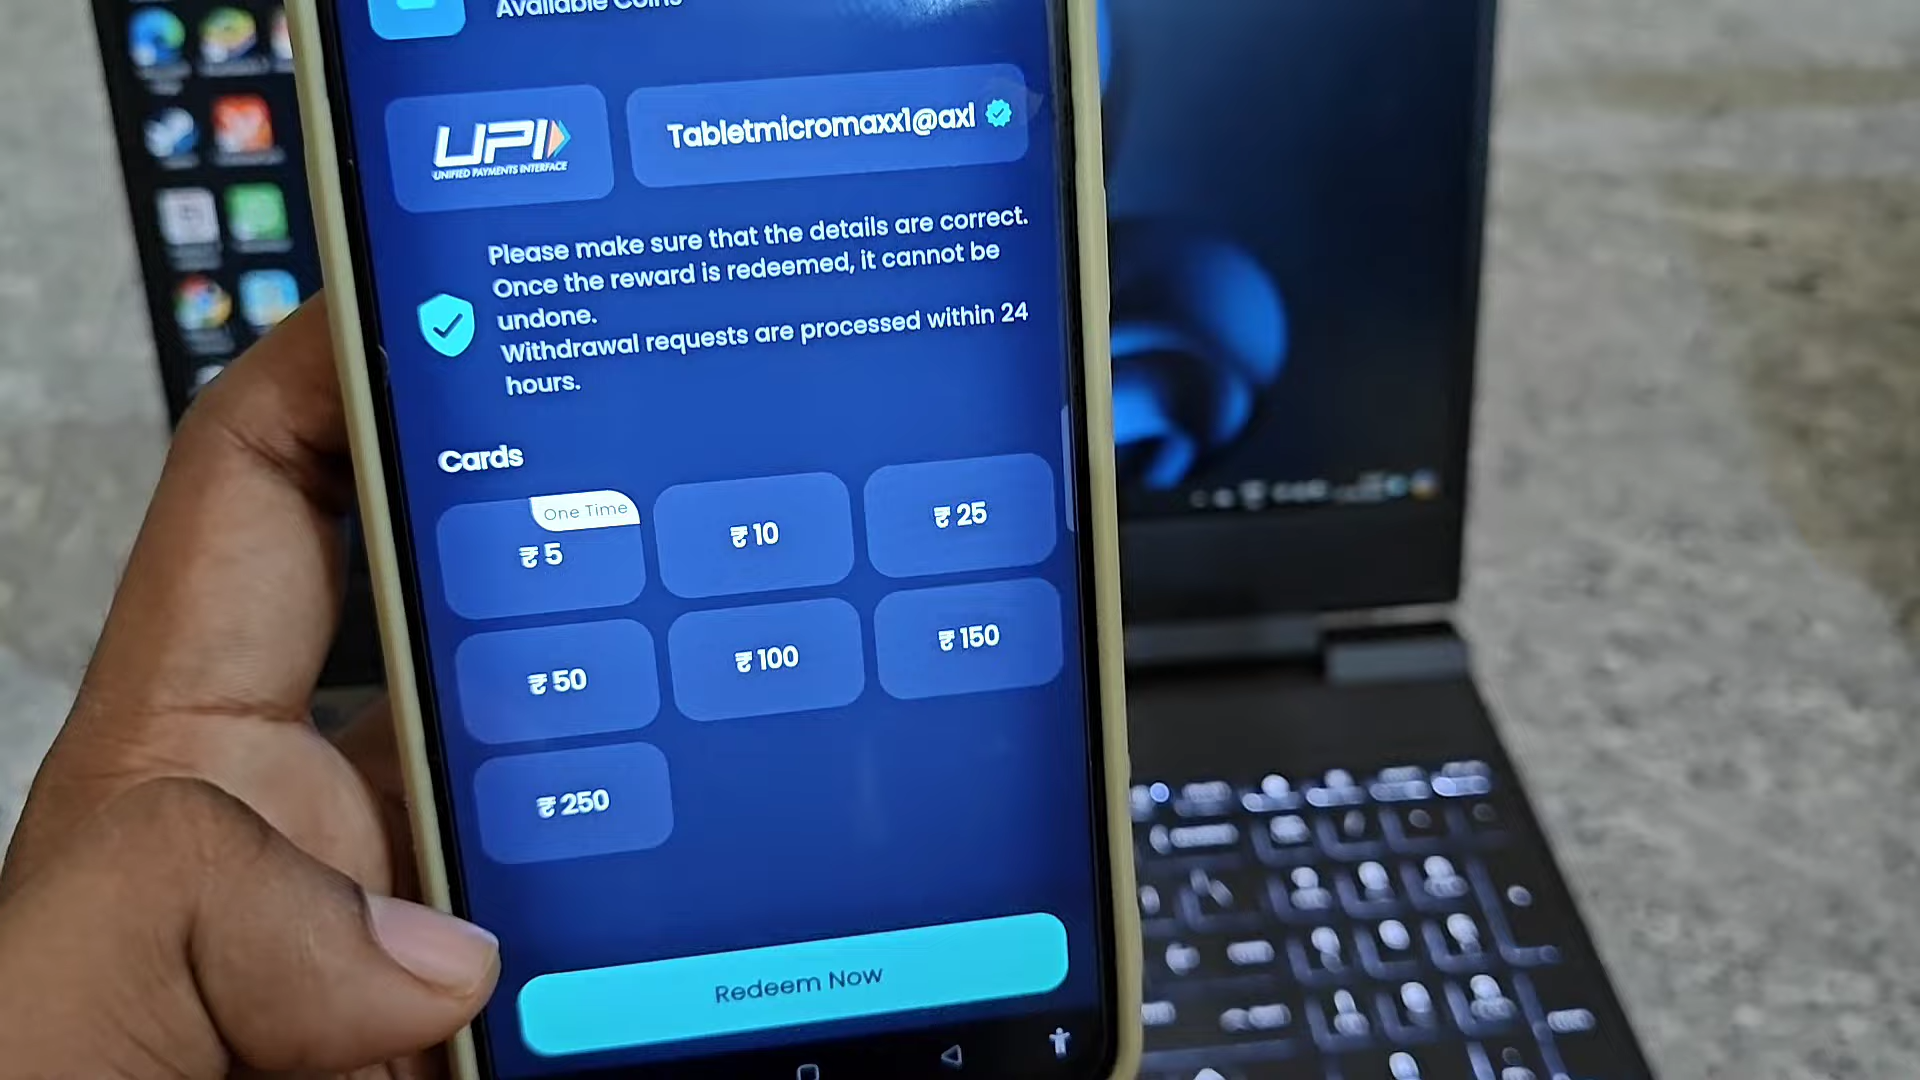 Available Coins
UPI
UNIFIED PAYMENTS INTERFACE
Tabletmicromaxx1@axl
Please make sure that the details are correct.
Once the reward is redeemed, it cannot be
undone.
Withdrawal requests are processed within 24
hours.
Cards
One Time
₹ 5
₹ 10
₹ 25
₹ 50
₹ 100
₹ 150
₹ 250
Redeem Now